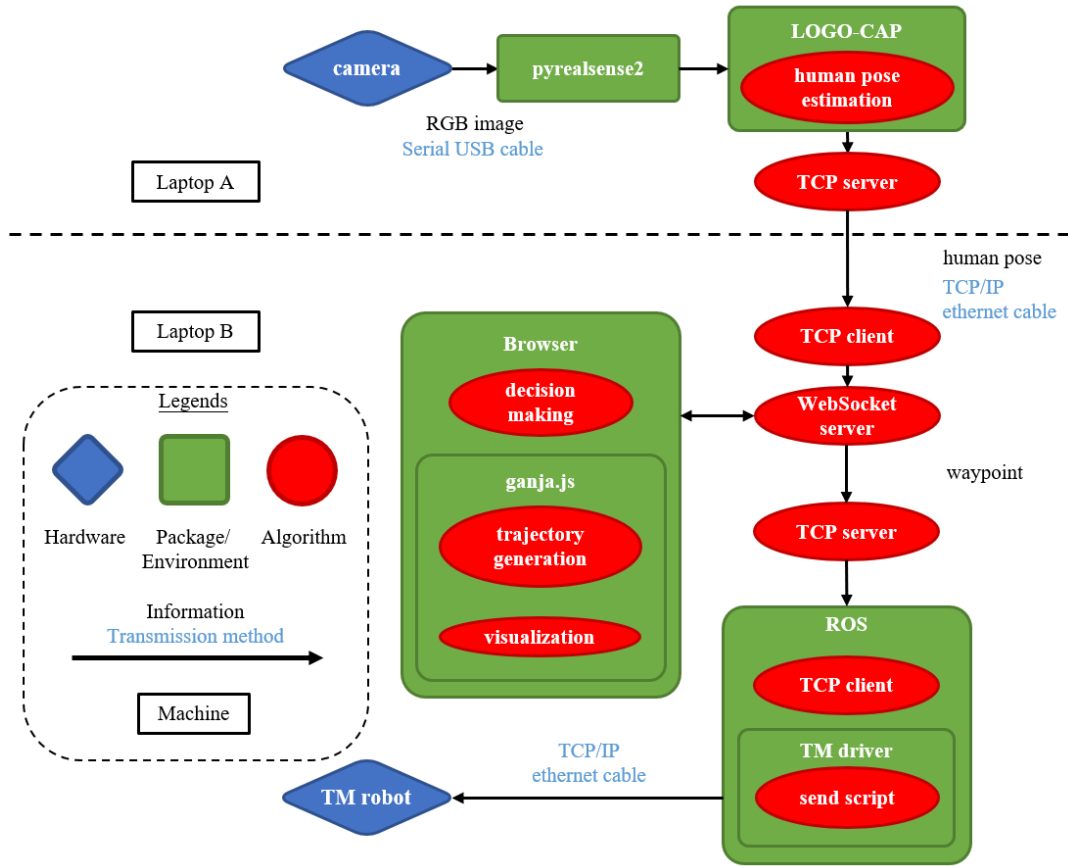 LOGO-CAP
camera
pyrealsense2
human pose
estimation
RGB image
Serial USB cable
Laptop A
TCP server
human pose
TCP/IP
ethernet cable
Laptop B
TCP client
Browser
decision
making
WebSocket
server
Legends
ganja.js
waypoint
trajectory
generation
TCP server
Hardware
Package/
Environment
Algorithm
Information
Transmission method
visualization
ROS
TCP client
Machine
TM driver
TCP/IP
ethernet cable
send script
TM robot